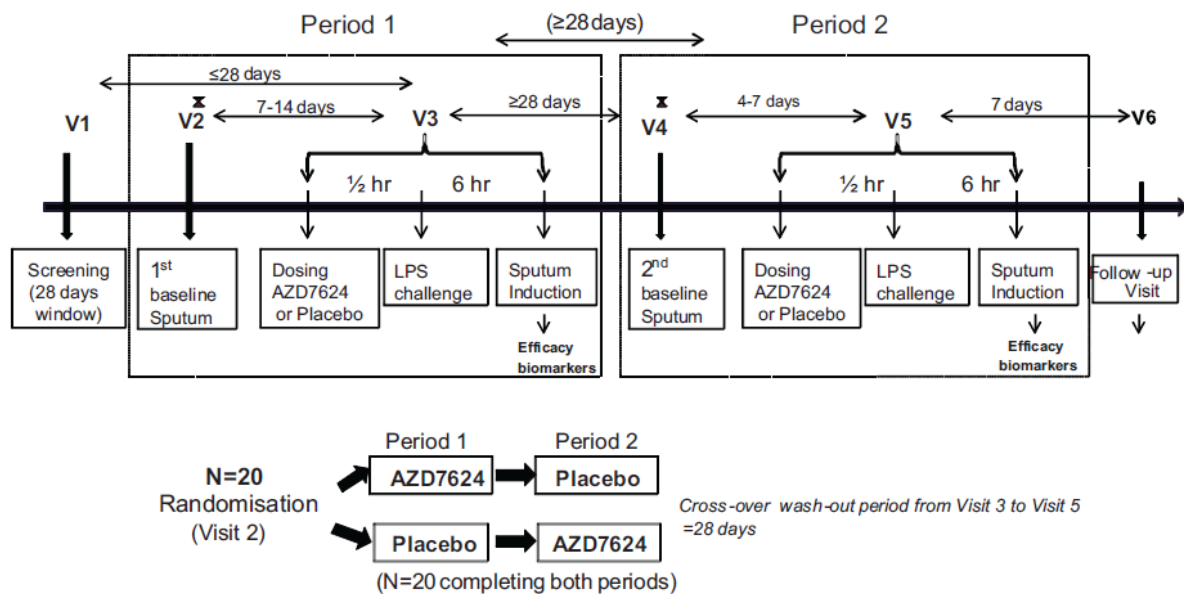 Period 1
(≥28 days)
Period 2
≤28 days
V1
V2
7-14 days
V3
≥28 days
V4
4-7 days
V5
7 days
V6
½ hr
6 hr
½ hr
6 hr
Screening
(28 days
window)
1st
baseline
Sputum
Dosing
AZD7624
or Placebo
LPS
challenge
Sputum
Induction
Efficacy
biomarkers
2nd
baseline
Sputum
Dosing
AZD7624
or Placebo
LPS
challenge
Sputum
Induction
Efficacy
biomarkers
Follow -up
Visit
N=20
Randomisation
(Visit 2)
Period 1
Period 2
AZD7624
Placebo
Placebo
AZD7624
(N=20 completing both periods)
Cross-over wash-out period from Visit 3 to Visit 5
=28 days